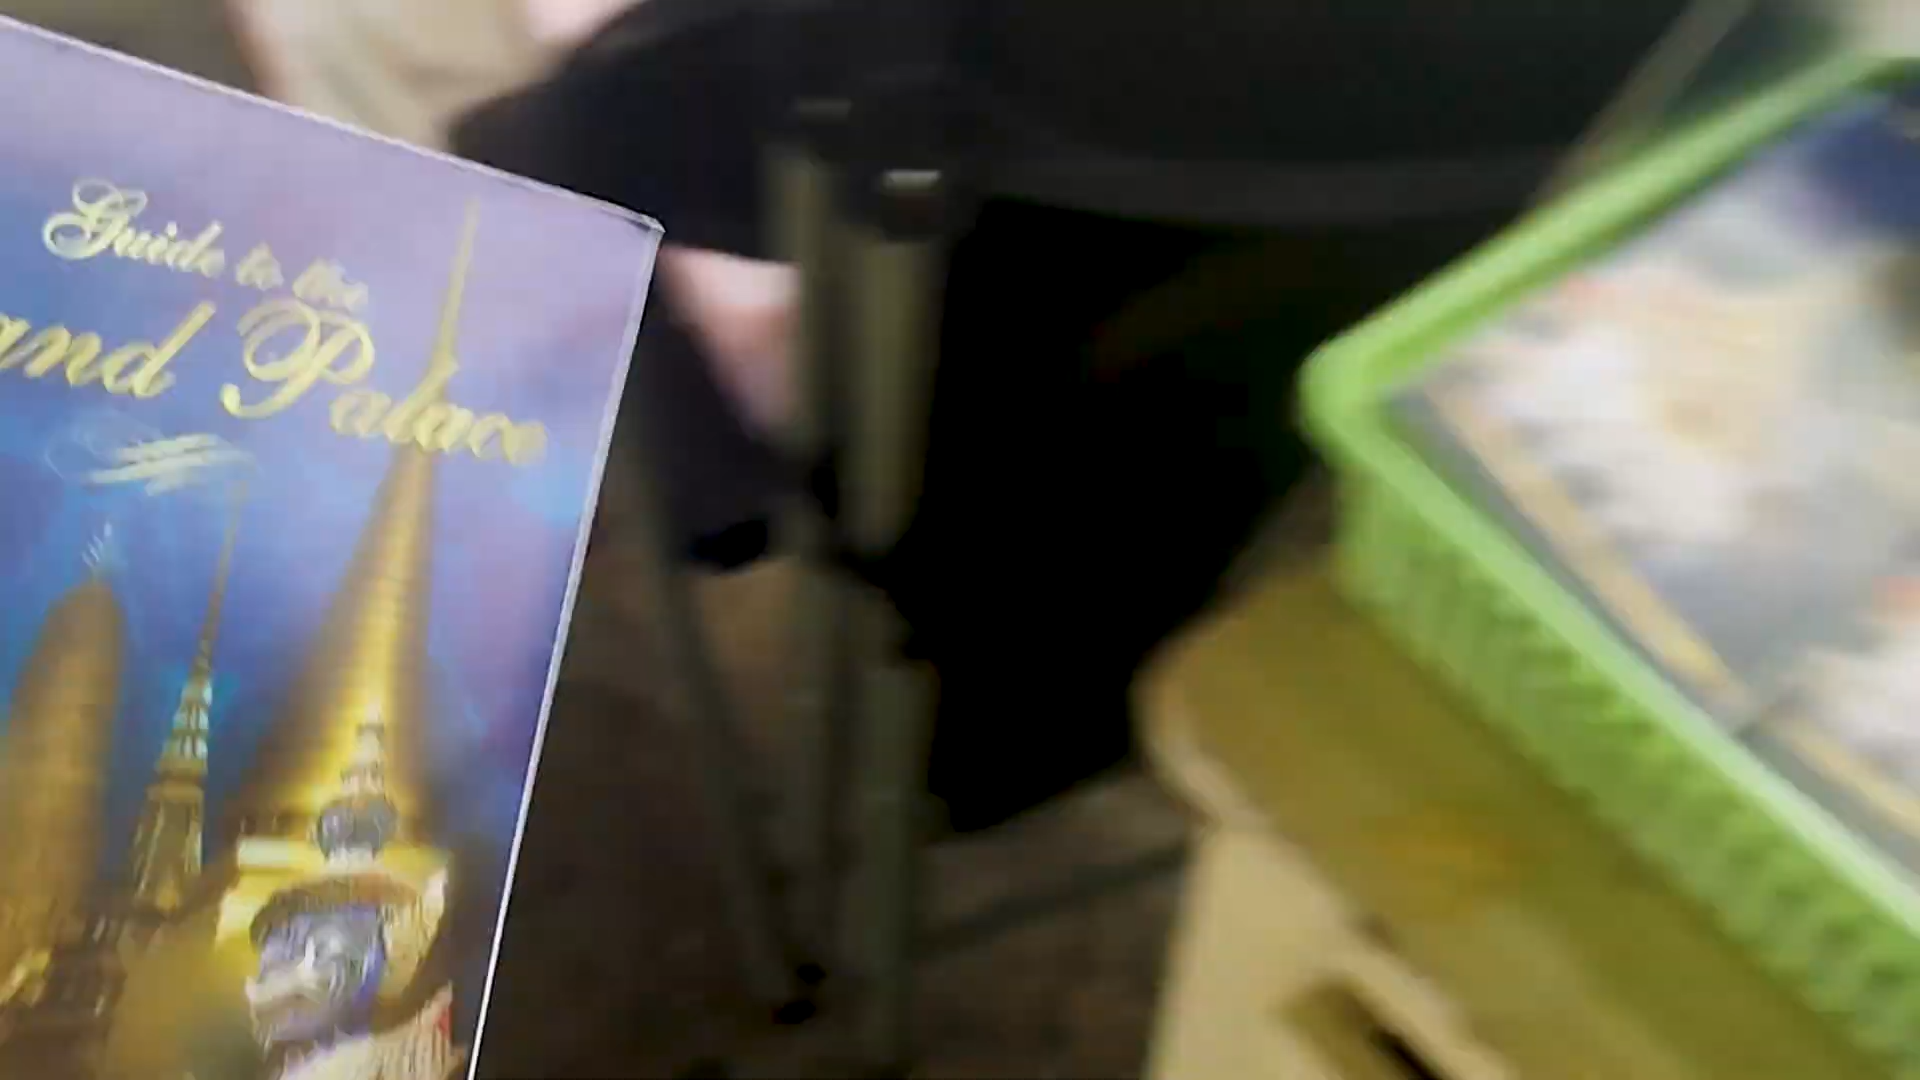 Guide to the
and Palace